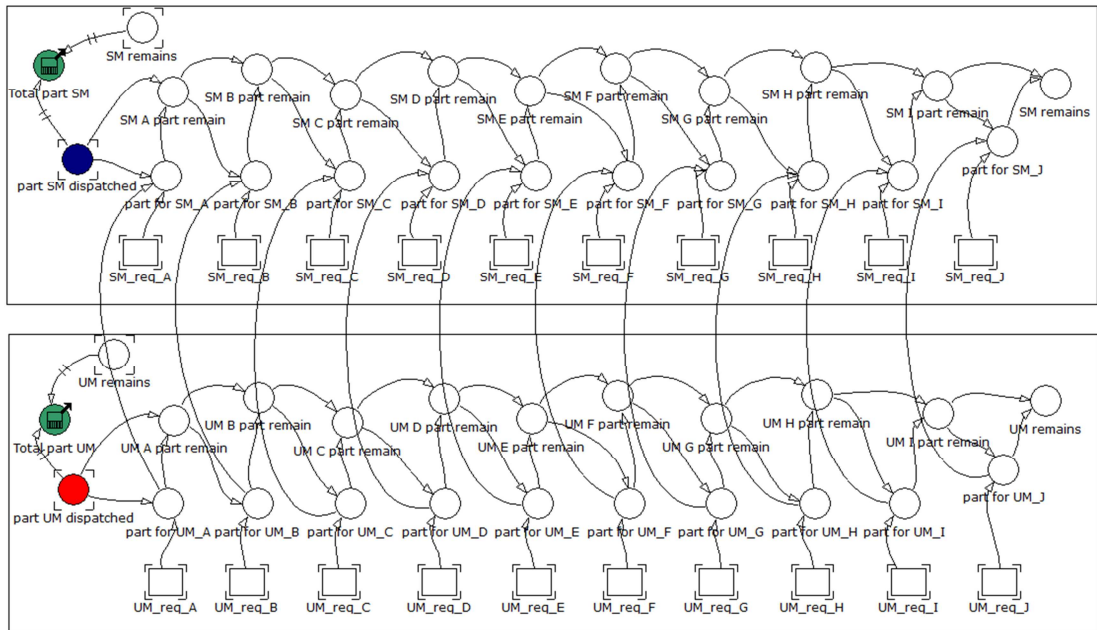 SM remains
Total part SM
SM A part remain
SM B part remain
SM C part remain
SM D part remain
SM E part remain
SM F part remain
SM G part remain
SM H part remain
SM I part remain
SM remains
part SM dispatched
part for SM_A
part for SM_B
part for SM_C
part for SM_D
part for SM_E
part for SM_F
part for SM_G
part for SM_H
part for SM_I
part for SM_J
SM_req_A
SM_req_B
SM_req_C
SM_req_D
SM_req_E
SM_req_F
SM_req_G
SM_req_H
SM_req_I
SM_req_J
UM remains
Total part UM
UM A part remain
UM B part remain
UM C part remain
UM D part remain
UM E part remain
UM F part remain
UM G part remain
UM H part remain
UM I part remain
UM remains
part UM dispatched
part for UM_A
part for UM_B
part for UM_C
part for UM_D
part for UM_E
part for UM_F
part for UM_G
part for UM_H
part for UM_I
part for UM_J
UM_req_A
UM_req_B
UM_req_C
UM_req_D
UM_req_E
UM_req_F
UM_req_G
UM_req_H
UM_req_I
UM_req_J